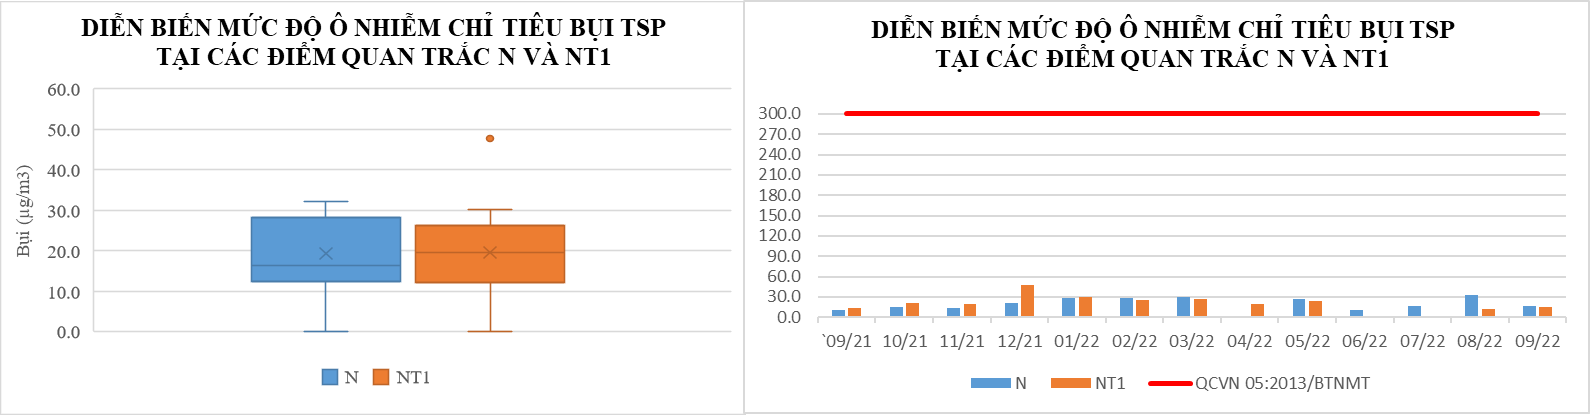 DIỄN BIẾN MỨC ĐỘ Ô NHIỄM CHỈ TIÊU BỤI TSP
TẠI CÁC ĐIỂM QUAN TRẮC N VÀ NT1
60.0
50.0
40.0
30.0
20.0
10.0
0.0
Bụi (µg/m3)
N NT1
DIỄN BIẾN MỨC ĐỘ Ô NHIỄM CHỈ TIÊU BỤI TSP
TẠI CÁC ĐIỂM QUAN TRẮC N VÀ NT1
300.0
270.0
240.0
210.0
180.0
150.0
120.0
90.0
60.0
30.0
0.0
`09/21 10/21 11/21 12/21 01/22 02/22 03/22 04/22 05/22 06/22 07/22 08/22 09/22
N NT1 QCVN 05:2013/BTNMT